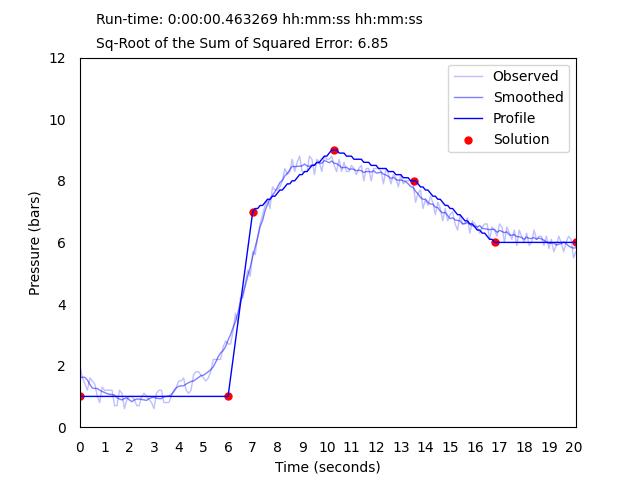 Run-time: 0:00:00.463269 hh:mm:ss hh:mm:ss
Sq-Root of the Sum of Squared Error: 6.85
12
10
8
6
4
2
0
Pressure (bars)
Observed
Smoothed
Profile
Solution
0 1 2 3 4 5 6 7 8 9 10 11 12 13 14 15 16 17 18 19 20
Time (seconds)